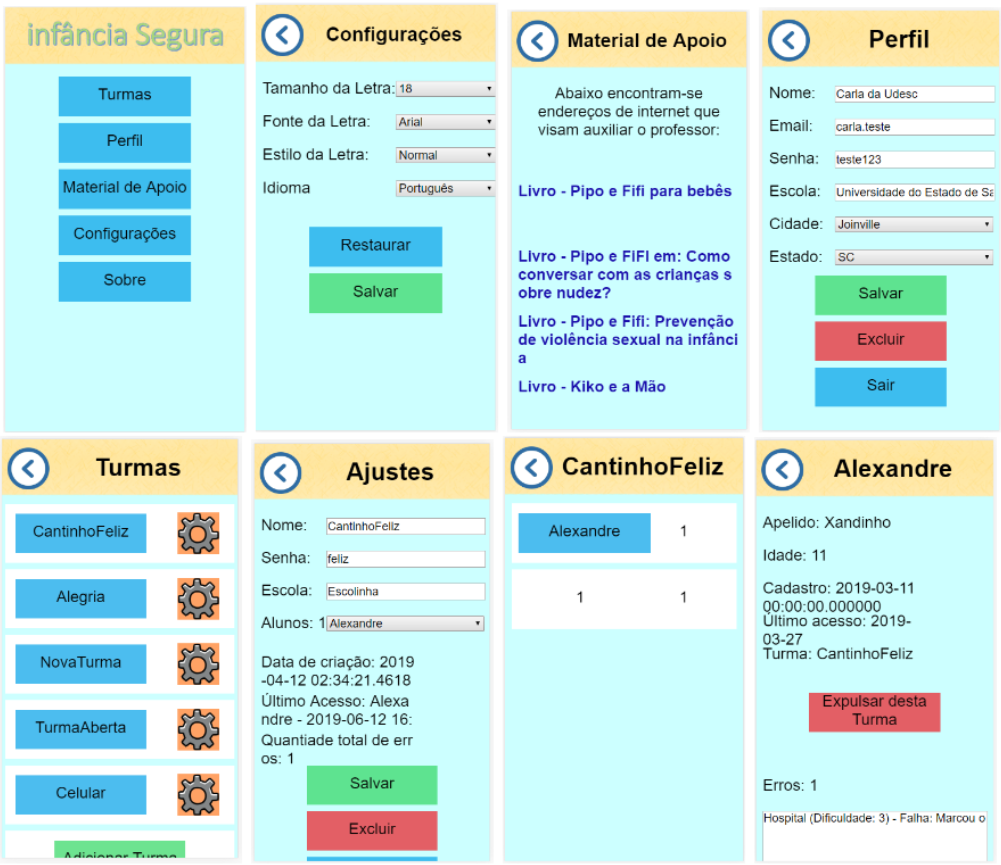 infância Segura
Turmas
Perfil
Material de Apoio
Configurações
Sobre
Configurações
Tamanho da Letra: 18
Fonte da Letra: Arial
Estilo da Letra: Normal
Idioma Português
Restaurar
Salvar
Material de Apoio
Abaixo encontram-se
endereços de internet que
visam auxiliar o professor:
Livro - Pipo e Fifi para bebês
Livro - Pipo e FiFI em: Como
conversar com as crianças s
obre nudez?
Livro - Pipo e Fifi: Prevenção
de violência sexual na infânci
a
Livro - Kiko e a Mão
Perfil
Nome: Carla da Udesc
Email: carla.teste
Senha: teste123
Escola: Universidade do Estado de Sa
Cidade: Joinville
Estado: SC
Salvar
Excluir
Sair
Turmas
CantinhoFeliz
Alegria
NovaTurma
TurmaAberta
Celular
Adicionar Turma
Ajustes
Nome: CantinhoFeliz
Senha: feliz
Escola: Escolinha
Alunos: 1 Alexandre
Data de criação: 2019
-04-12 02:34:21.4618
Último Acesso: Alexa
ndre - 2019-06-12 16:
Quantiade total de err
os: 1
Salvar
Excluir
CantinhoFeliz
Alexandre 1
1 1
Alexandre
Apelido: Xandinho
Idade: 11
Cadastro: 2019-03-11
00:00:00.000000
Último acesso: 2019-
03-27
Turma: CantinhoFeliz
Expulsar desta
Turma
Erros: 1
Hospital (Dificuldade: 3) - Falha: Marcou o